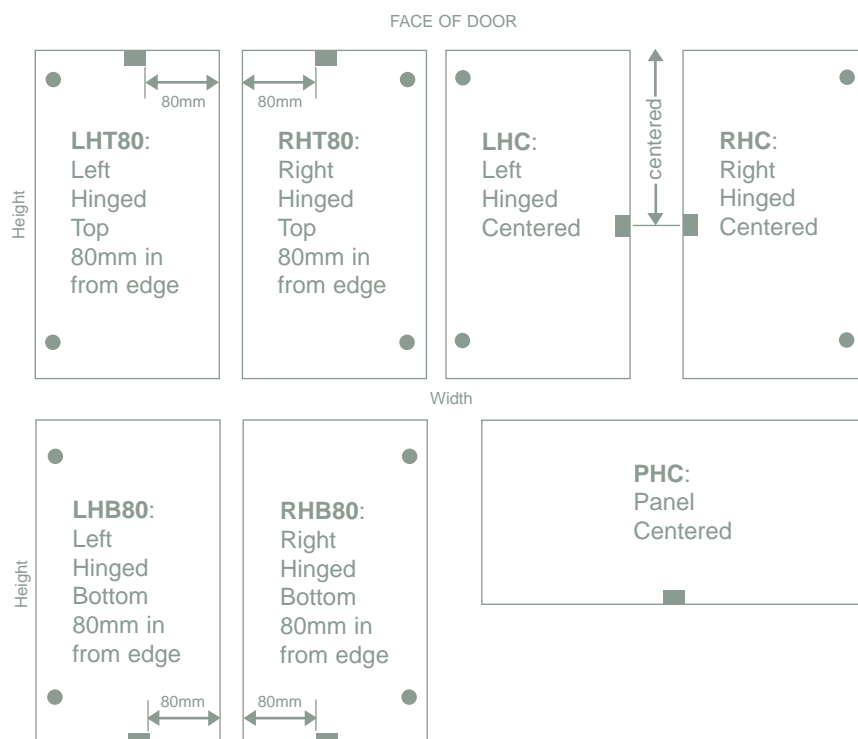 FACE OF DOOR
80mm
80mm
Height
LHT80:
Left
Hinged
Top
80mm in
from edge
RHT80:
Right
Hinged
Top
80mm in
from edge
LHC:
Left
Hinged
Centered
centered
RHC:
Right
Hinged
Centered
Width
Height
LHB80:
Left
Hinged
Bottom
80mm in
from edge
80mm
RHB80:
Right
Hinged
Bottom
80mm in
from edge
80mm
PHC:
Panel
Centered